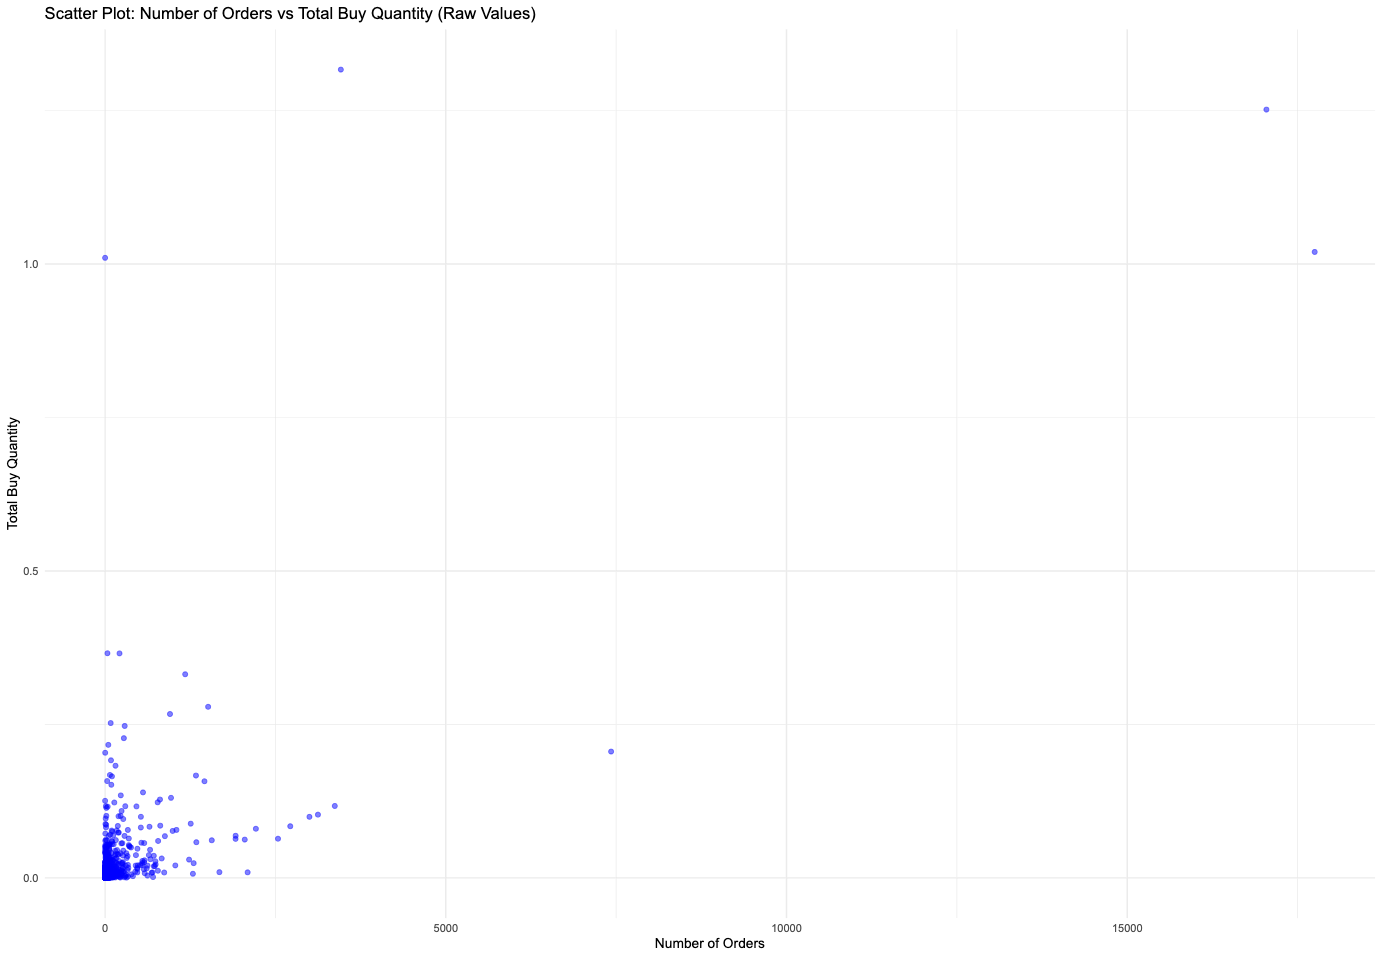 Scatter Plot: Number of Orders vs Total Buy Quantity (Raw Values)
Total Buy Quantity
1.0
0.5
0.0
0
5000
10000
15000
Number of Orders